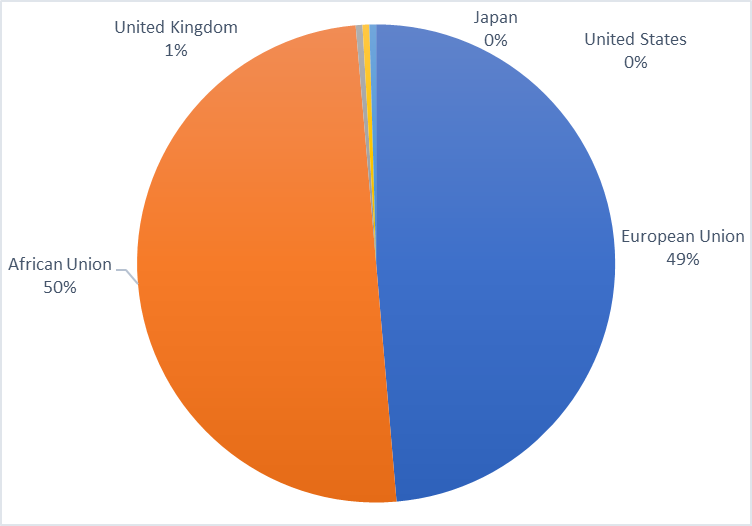 United Kingdom
1%
Japan
0%
United States
0%
European Union
49%
African Union
50%